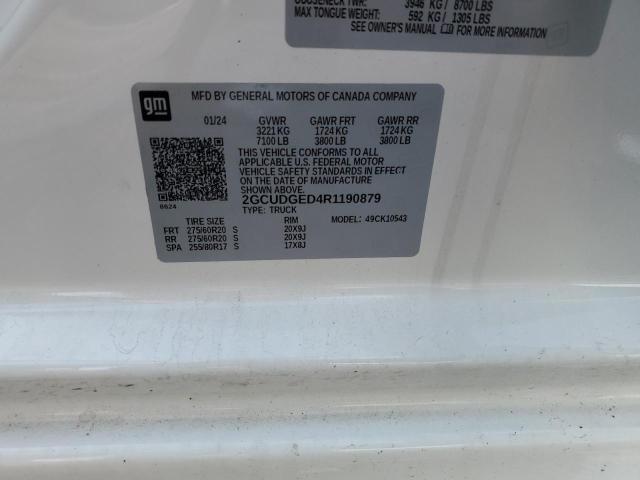 3946 KG / 8700 LBS
MAX TONGUE WEIGHT: 592 KG / 1305 LBS
SEE OWNER'S MANUAL FOR MORE INFORMATION
gm
MFD BY GENERAL MOTORS OF CANADA COMPANY
01/24 GVWR GAWR FRT GAWR RR
3221 KG 1724 KG 1724 KG
7100 LB 3800 LB 3800 LB
THIS VEHICLE CONFORMS TO ALL
APPLICABLE U.S. FEDERAL MOTOR
VEHICLE SAFETY STANDARDS IN EFFECT
ON THE DATE OF MANUFACTURE
SHOWN ABOVE.
2GCUDGED4R1190879
TYPE: TRUCK MODEL: 49CK10543
TIRE SIZE RIM
FRT 275/60R20 S 20X9J
RR 275/60R20 S 20X9J
SPA 255/80R17 S 17X8J